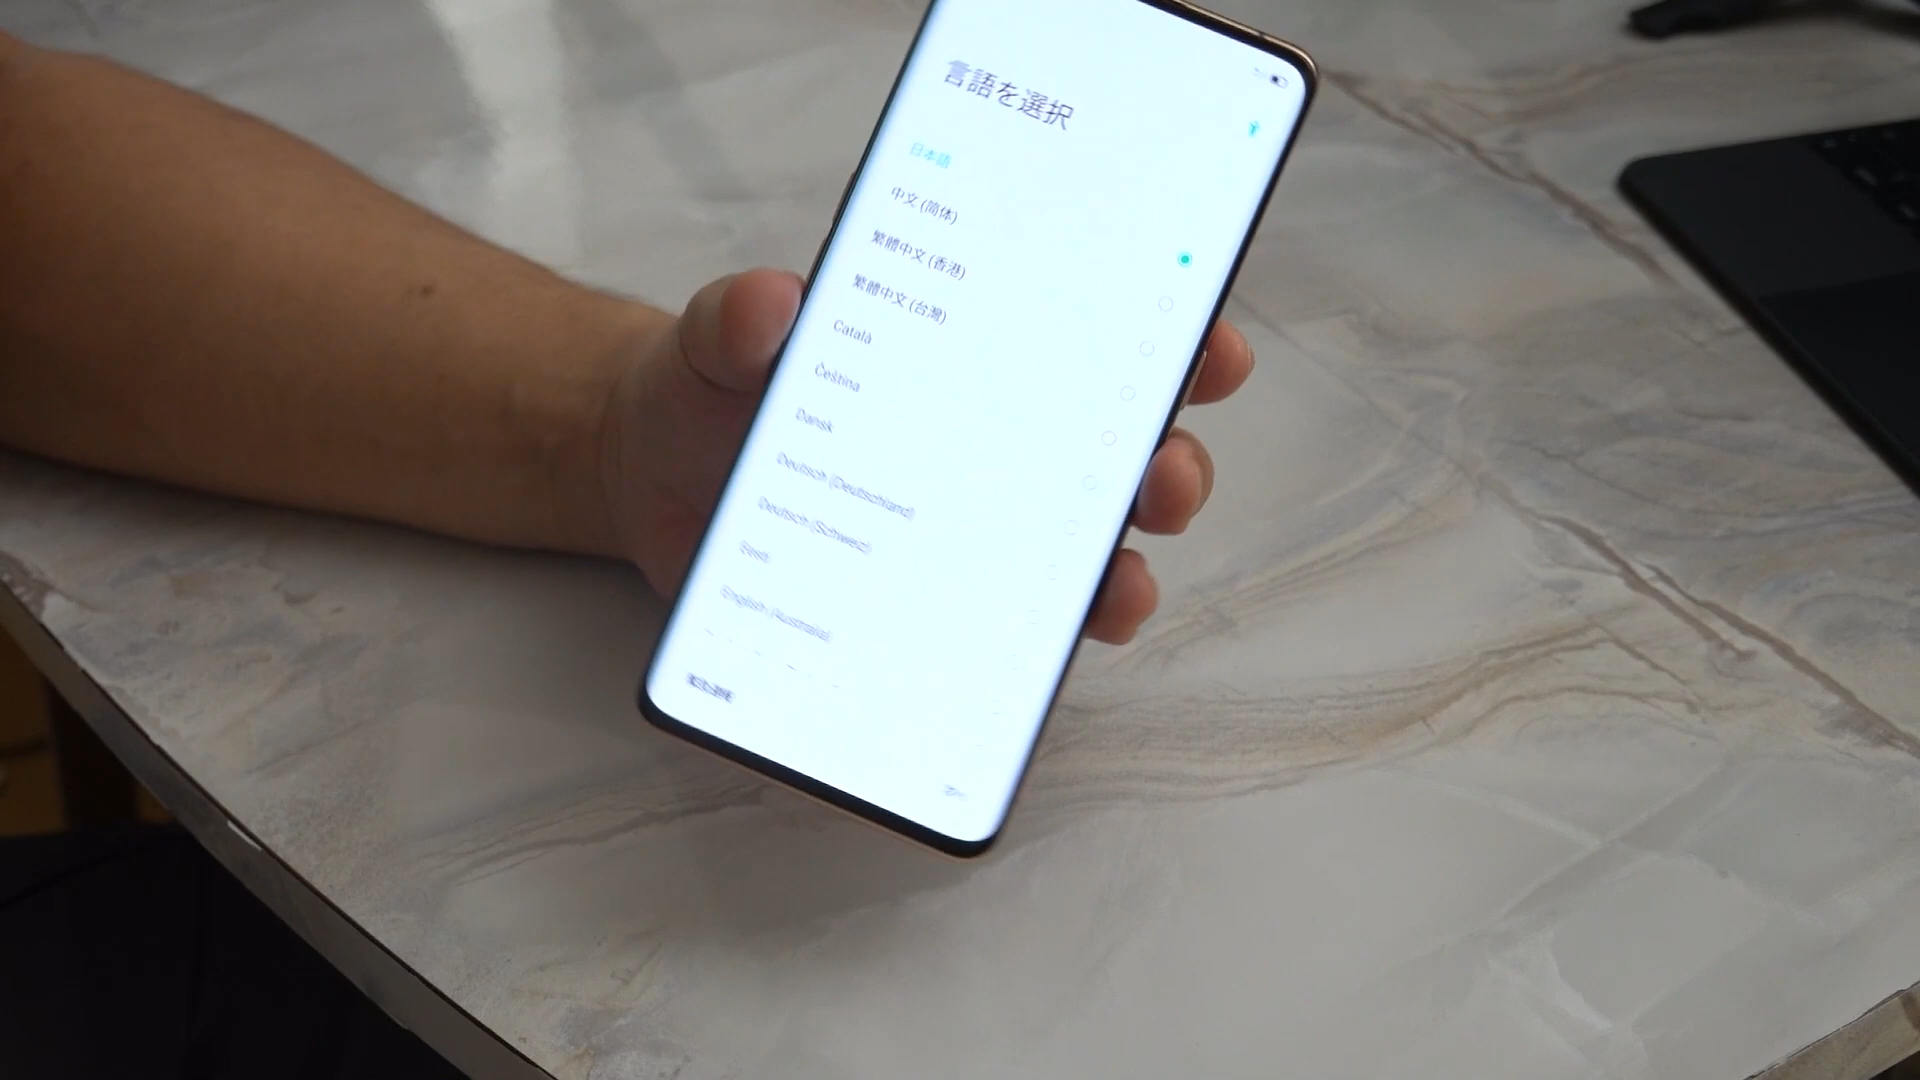 言語を選択
日本語
中文 (简体)
繁體中文 (香港)
繁體中文 (台灣)
Català
Čeština
Dansk
Deutsch (Deutschland)
Deutsch (Schweiz)
Eesti
English (Australia)